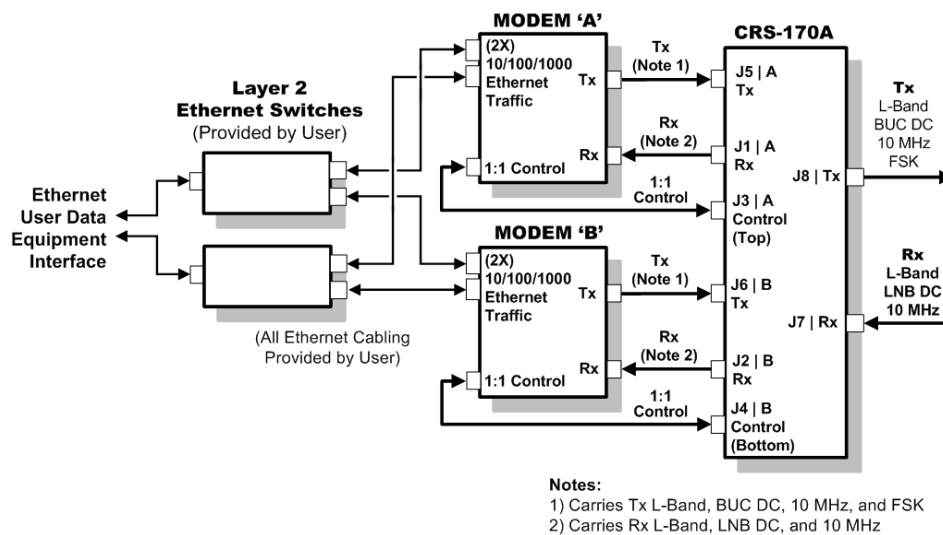 MODEM ‘A’
CRS-170A
Layer 2
Ethernet Switches
(Provided by User)
Ethernet
User Data
Equipment
Interface
(All Ethernet Cabling
Provided by User)
(2X)
10/100/1000
Ethernet
Traffic
Tx
Rx
1:1 Control
Tx
(Note 1)
Rx
(Note 2)
1:1
Control
MODEM ‘B’
(2X)
10/100/1000
Ethernet
Traffic
Tx
Rx
1:1 Control
Tx
(Note 1)
Rx
(Note 2)
1:1
Control
J5 | A
Tx
J1 | A
Rx
J3 | A
Control
(Top)
J6 | B
Tx
J2 | B
Rx
J4 | B
Control
(Bottom)
J8 | Tx
J7 | Rx
Tx
L-Band
BUC DC
10 MHz
FSK
Rx
L-Band
LNB DC
10 MHz
Notes:
1) Carries Tx L-Band, BUC DC, 10 MHz, and FSK
2) Carries Rx L-Band, LNB DC, and 10 MHz